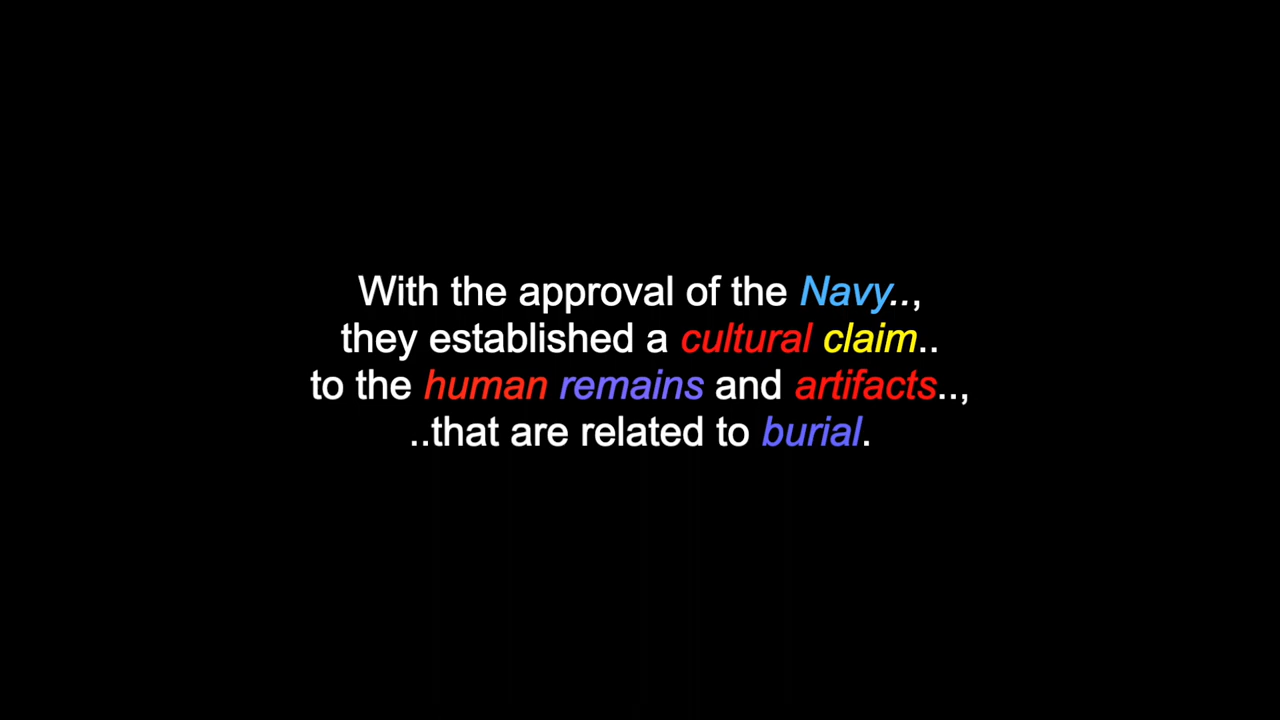 With the approval of the Navy..,
they established a cultural claim..
to the human remains and artifacts..,
..that are related to burial.